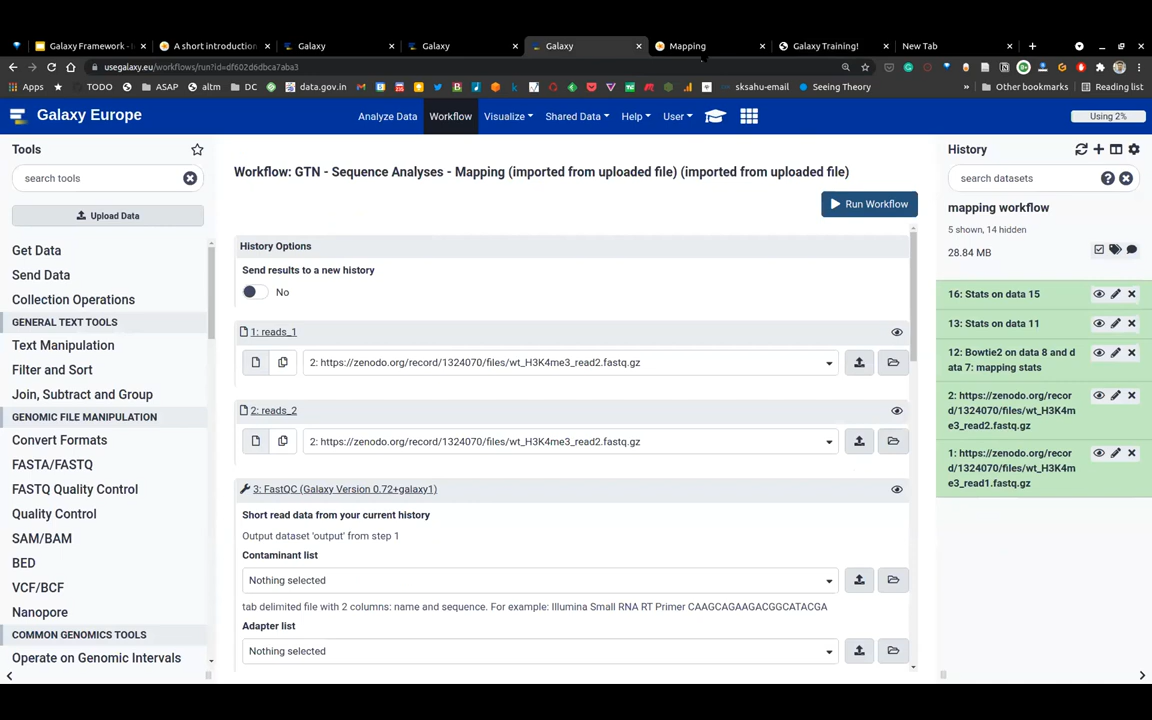 Galaxy Framework - I
A short introduction
Galaxy
Galaxy
Galaxy
Mapping
Galaxy Training!
New Tab
usegalaxy.eu/workflows/run?id=df602d6dbca7aba3
Apps
TODO
ASAP
altm
DC
data.gov.in
sksahu-email
Seeing Theory
»
Other bookmarks
Reading list
Galaxy Europe
Analyze Data
Workflow
Visualize
Shared Data
Help
User
Using 2%
Tools
search tools
Upload Data
Get Data
Send Data
Collection Operations
GENERAL TEXT TOOLS
Text Manipulation
Filter and Sort
Join, Subtract and Group
GENOMIC FILE MANIPULATION
Convert Formats
FASTA/FASTQ
FASTQ Quality Control
Quality Control
SAM/BAM
BED
VCF/BCF
Nanopore
COMMON GENOMICS TOOLS
Operate on Genomic Intervals
Workflow: GTN - Sequence Analyses - Mapping (imported from uploaded file) (imported from uploaded file)
Run Workflow
History Options
Send results to a new history
No
1: reads_1
2: https://zenodo.org/record/1324070/files/wt_H3K4me3_read2.fastq.gz
2: reads_2
2: https://zenodo.org/record/1324070/files/wt_H3K4me3_read2.fastq.gz
3: FastQC (Galaxy Version 0.72+galaxy1)
Short read data from your current history
Output dataset 'output' from step 1
Contaminant list
Nothing selected
tab delimited file with 2 columns: name and sequence. For example: Illumina Small RNA RT Primer CAAGCAGAAGACGGCATACGA
Adapter list
Nothing selected
History
search datasets
mapping workflow
5 shown, 14 hidden
28.84 MB
16: Stats on data 15
13: Stats on data 11
12: Bowtie2 on data 8 and d
ata 7: mapping stats
2: https://zenodo.org/recor
d/1324070/files/wt_H3K4m
e3_read2.fastq.gz
1: https://zenodo.org/recor
d/1324070/files/wt_H3K4m
e3_read1.fastq.gz